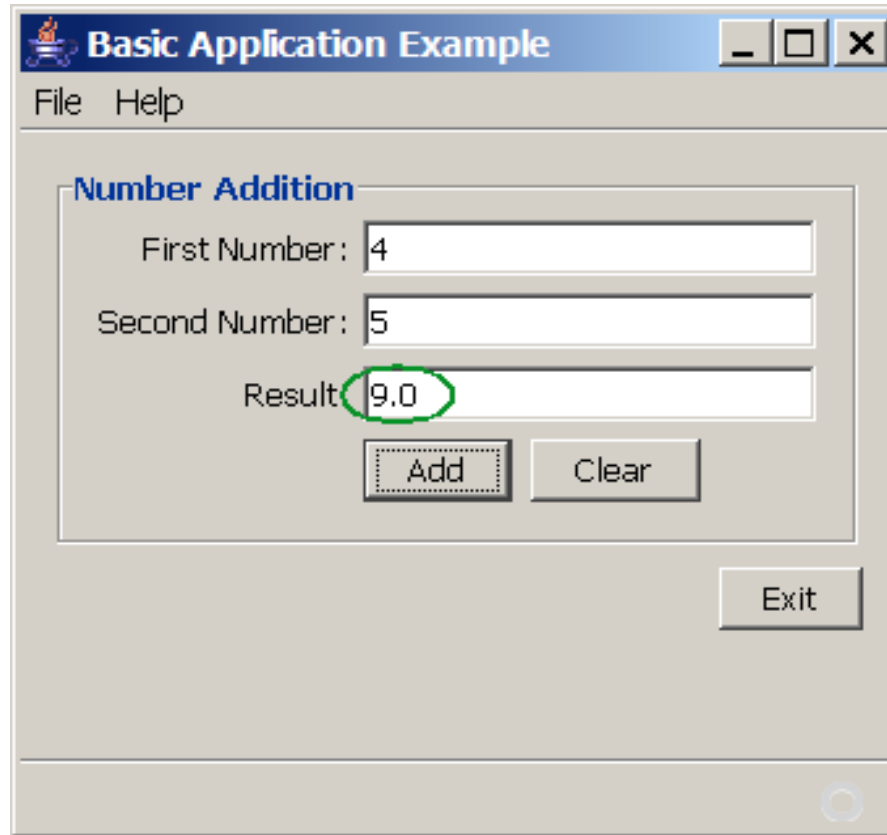 Basic Application Example
File Help
Number Addition
First Number: 4
Second Number: 5
Result 9.0
Add Clear
Exit